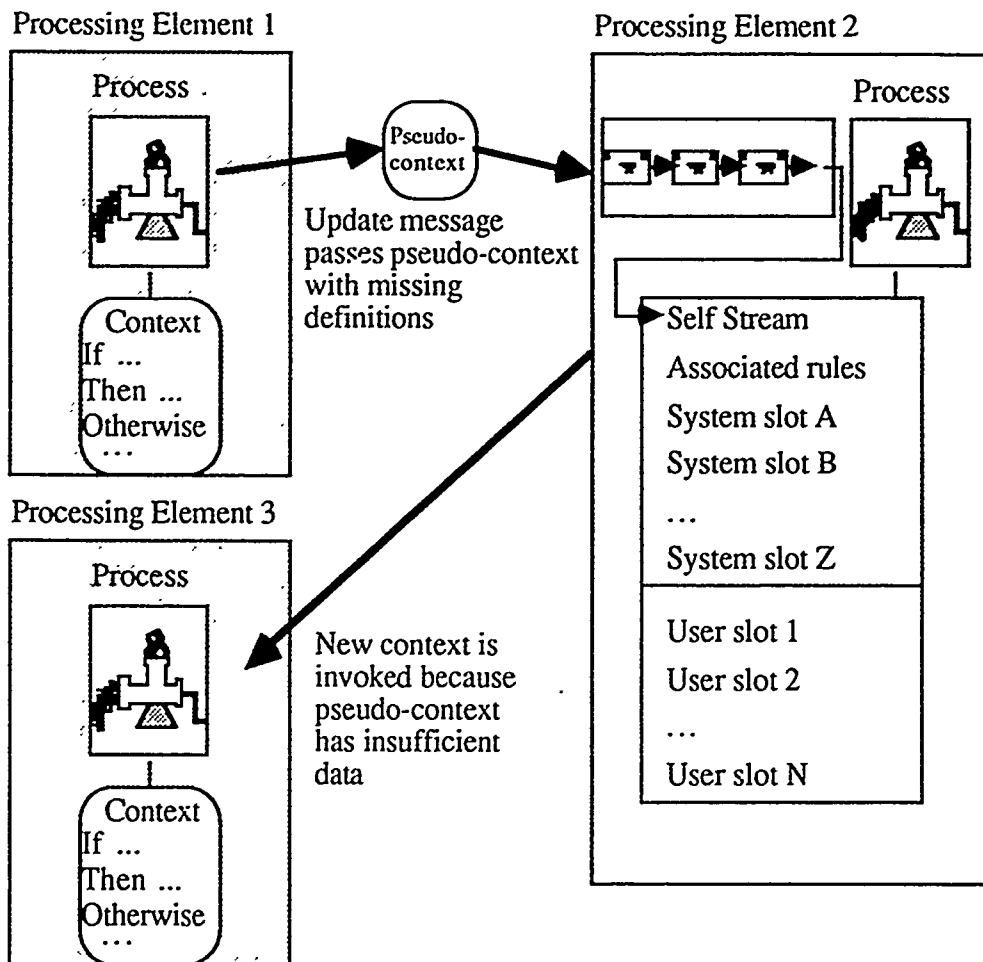 Processing Element 1
Process
Context
If ...
Then ...
Otherwise
...
Pseudo-
context
Update message
passes pseudo-context
with missing
definitions
Processing Element 2
Process
Self Stream
Associated rules
System slot A
System slot B
...
System slot Z
User slot 1
User slot 2
...
User slot N
Processing Element 3
Process
Context
If ...
Then ...
Otherwise
...
New context is
invoked because
pseudo-context
has insufficient
data